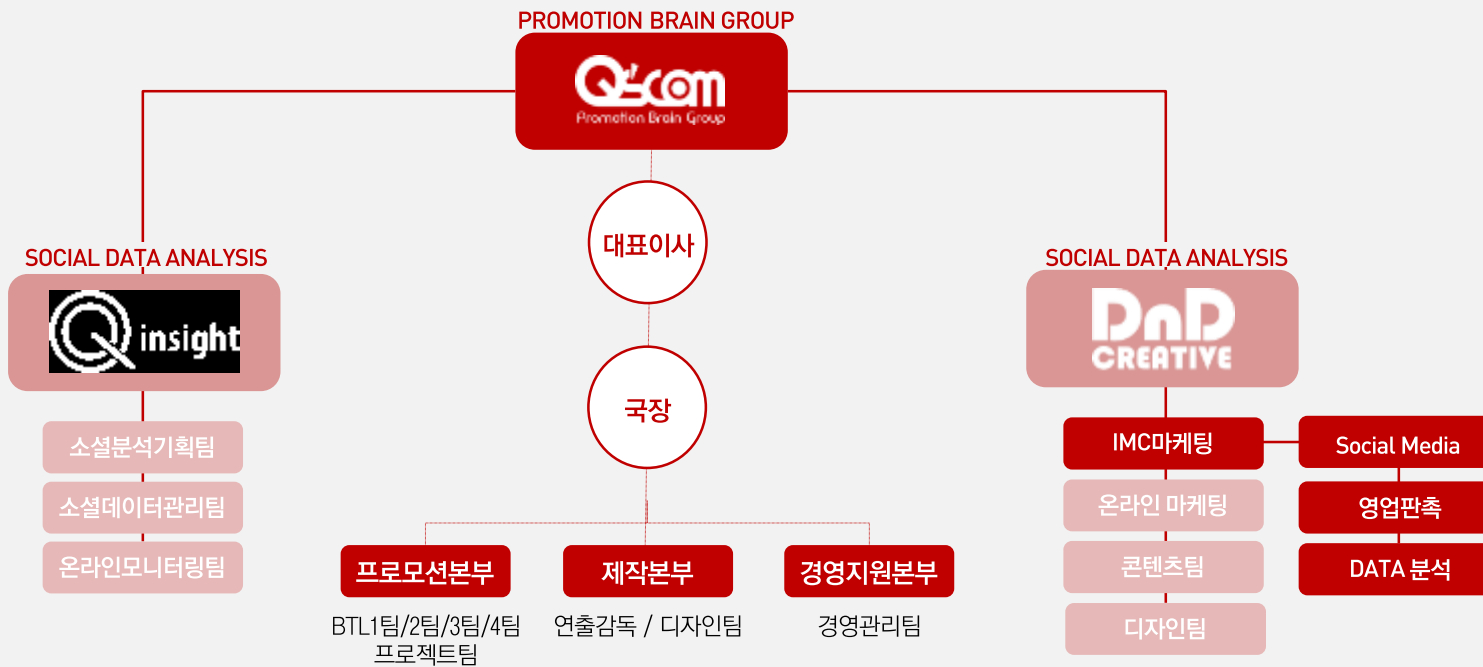 PROMOTION BRAIN GROUP
Q's com
Promotion Brain Group
대표이사
국장
SOCIAL DATA ANALYSIS
Q insight
소셜분석기획팀
소셜데이터관리팀
온라인모니터링팀
프로모션본부
BTL1팀/2팀/3팀/4팀
프로젝트팀
제작본부
연출감독 / 디자인팀
경영지원본부
경영관리팀
SOCIAL DATA ANALYSIS
DnD
CREATIVE
IMC마케팅
온라인 마케팅
콘텐츠팀
디자인팀
Social Media
영업판촉
DATA 분석